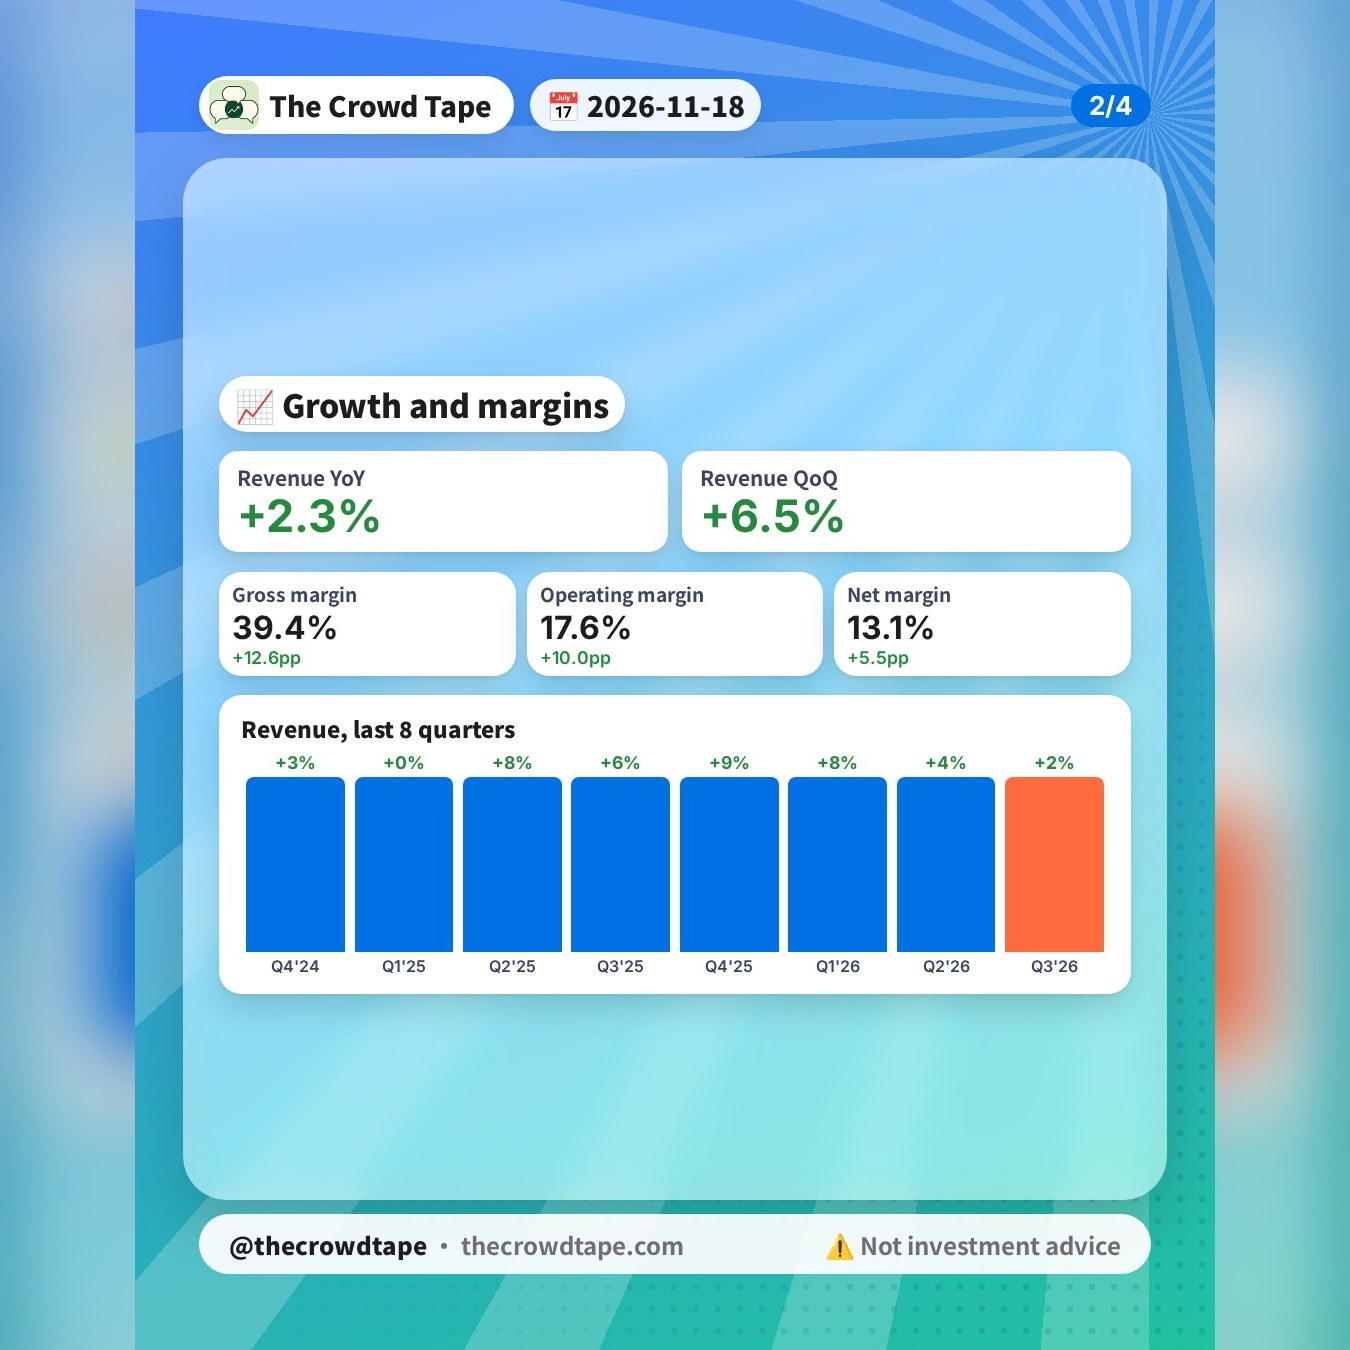 The Crowd Tape
📅 2026-11-18
2/4
📈 Growth and margins
Revenue YoY
+2.3%
Revenue QoQ
+6.5%
Gross margin
39.4%
+12.6pp
Operating margin
17.6%
+10.0pp
Net margin
13.1%
+5.5pp
Revenue, last 8 quarters
+3% +0% +8% +6% +9% +8% +4% +2%
Q4'24 Q1'25 Q2'25 Q3'25 Q4'25 Q1'26 Q2'26 Q3'26
@thecrowdtape • thecrowdtape.com
⚠️ Not investment advice